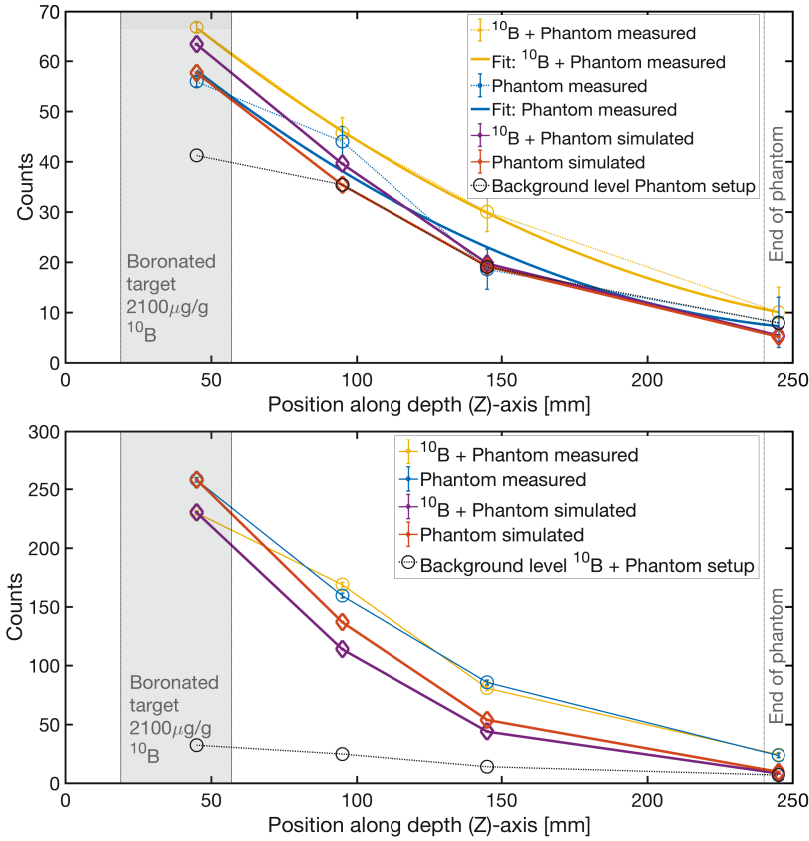 70
60
50
40
30
20
10
0
Counts
¹⁰B + Phantom measured
Fit: ¹⁰B + Phantom measured
Phantom measured
Fit: Phantom measured
¹⁰B + Phantom simulated
Phantom simulated
Background level Phantom setup
End of phantom
Boronated
target
2100μg/g
¹⁰B
0 50 100 150 200 250
Position along depth (Z)-axis [mm]
300
250
200
150
100
50
0
Counts
¹⁰B + Phantom measured
Phantom measured
¹⁰B + Phantom simulated
Phantom simulated
Background level ¹⁰B + Phantom setup
End of phantom
Boronated
target
2100μg/g
¹⁰B
0 50 100 150 200 250
Position along depth (Z)-axis [mm]